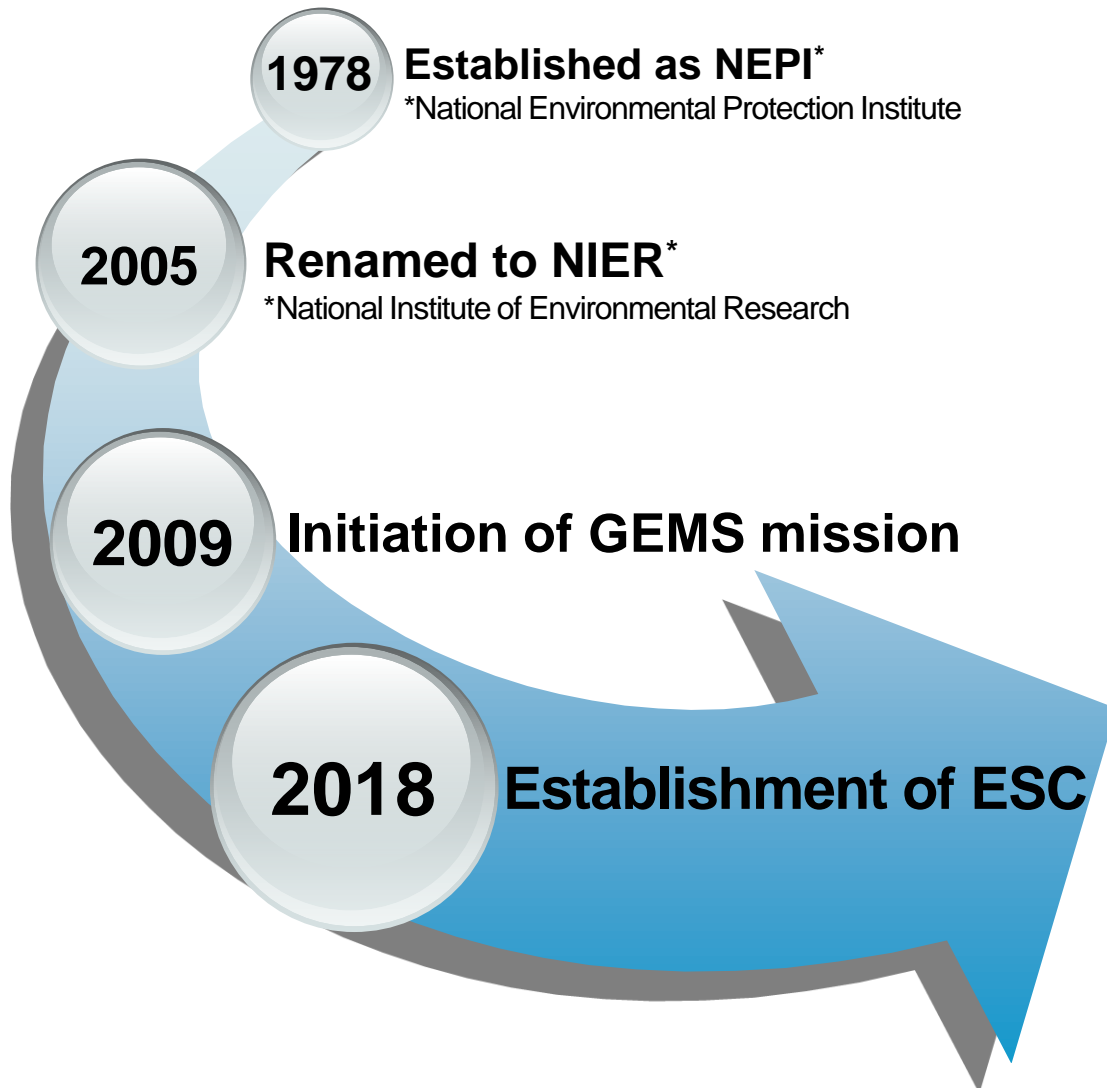 1978
Established as NEPI*
*National Environmental Protection Institute
2005
Renamed to NIER*
*National Institute of Environmental Research
2009
Initiation of GEMS mission
2018
Establishment of ESC